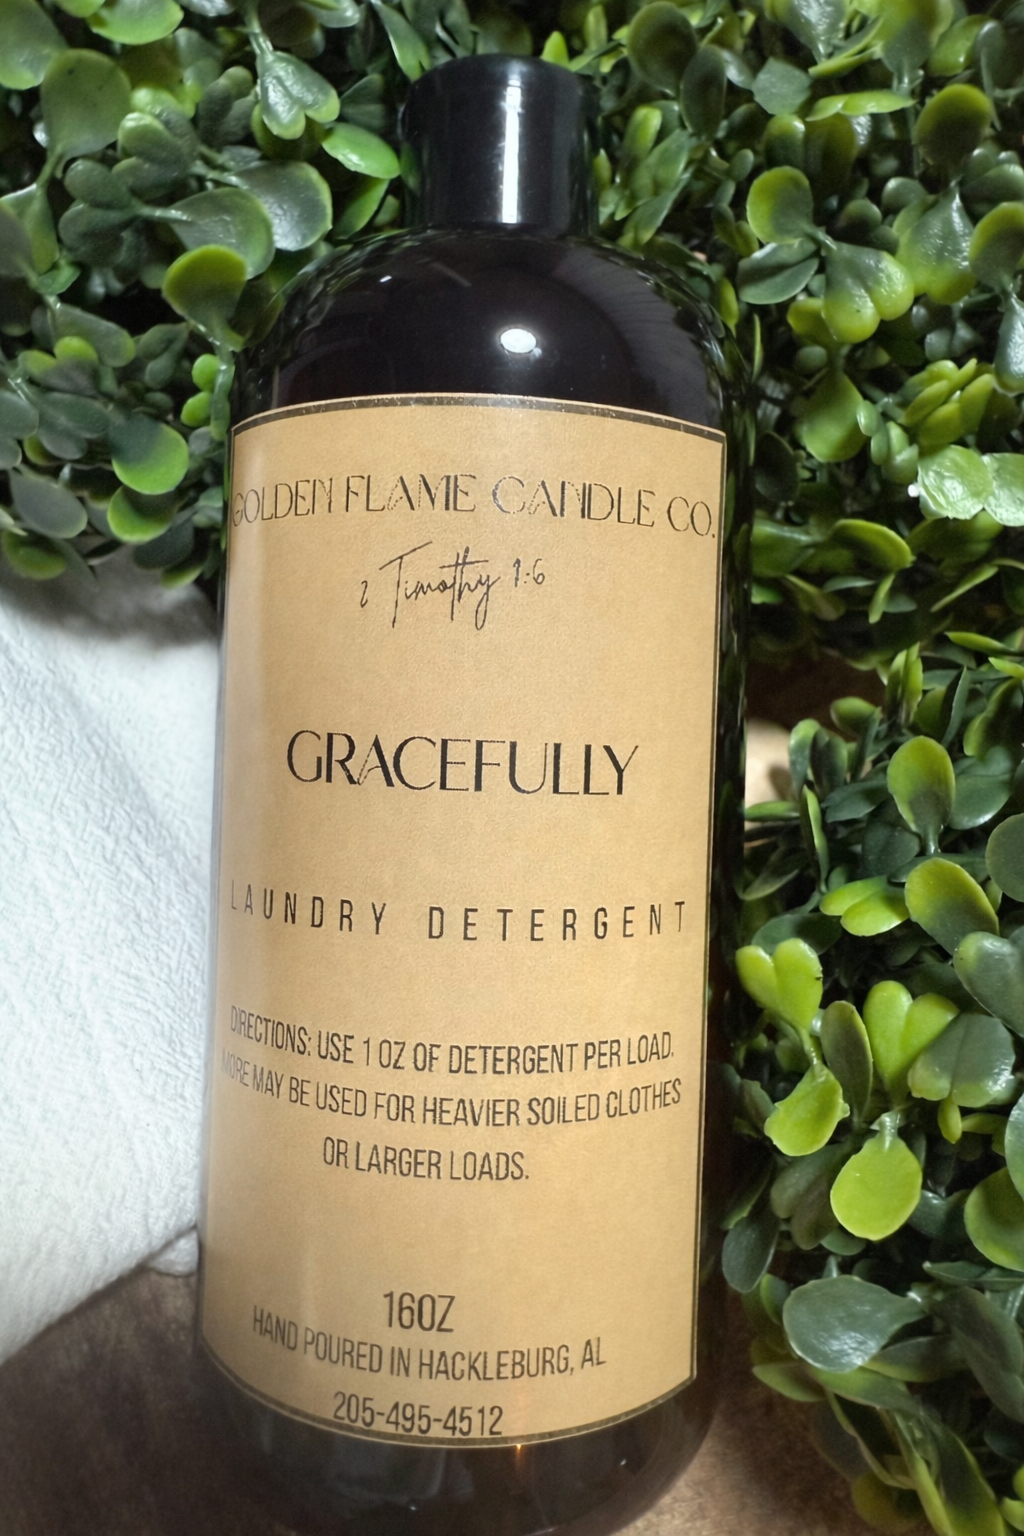 GOLDEN FLAME CANDLE CO.
2 Timothy 1:6
GRACEFULLY
LAUNDRY DETERGENT
DIRECTIONS: USE 1 OZ OF DETERGENT PER LOAD.
MORE MAY BE USED FOR HEAVIER SOILED CLOTHES
OR LARGER LOADS.
16OZ
HAND POURED IN HACKLEBURG, AL
205-495-4512